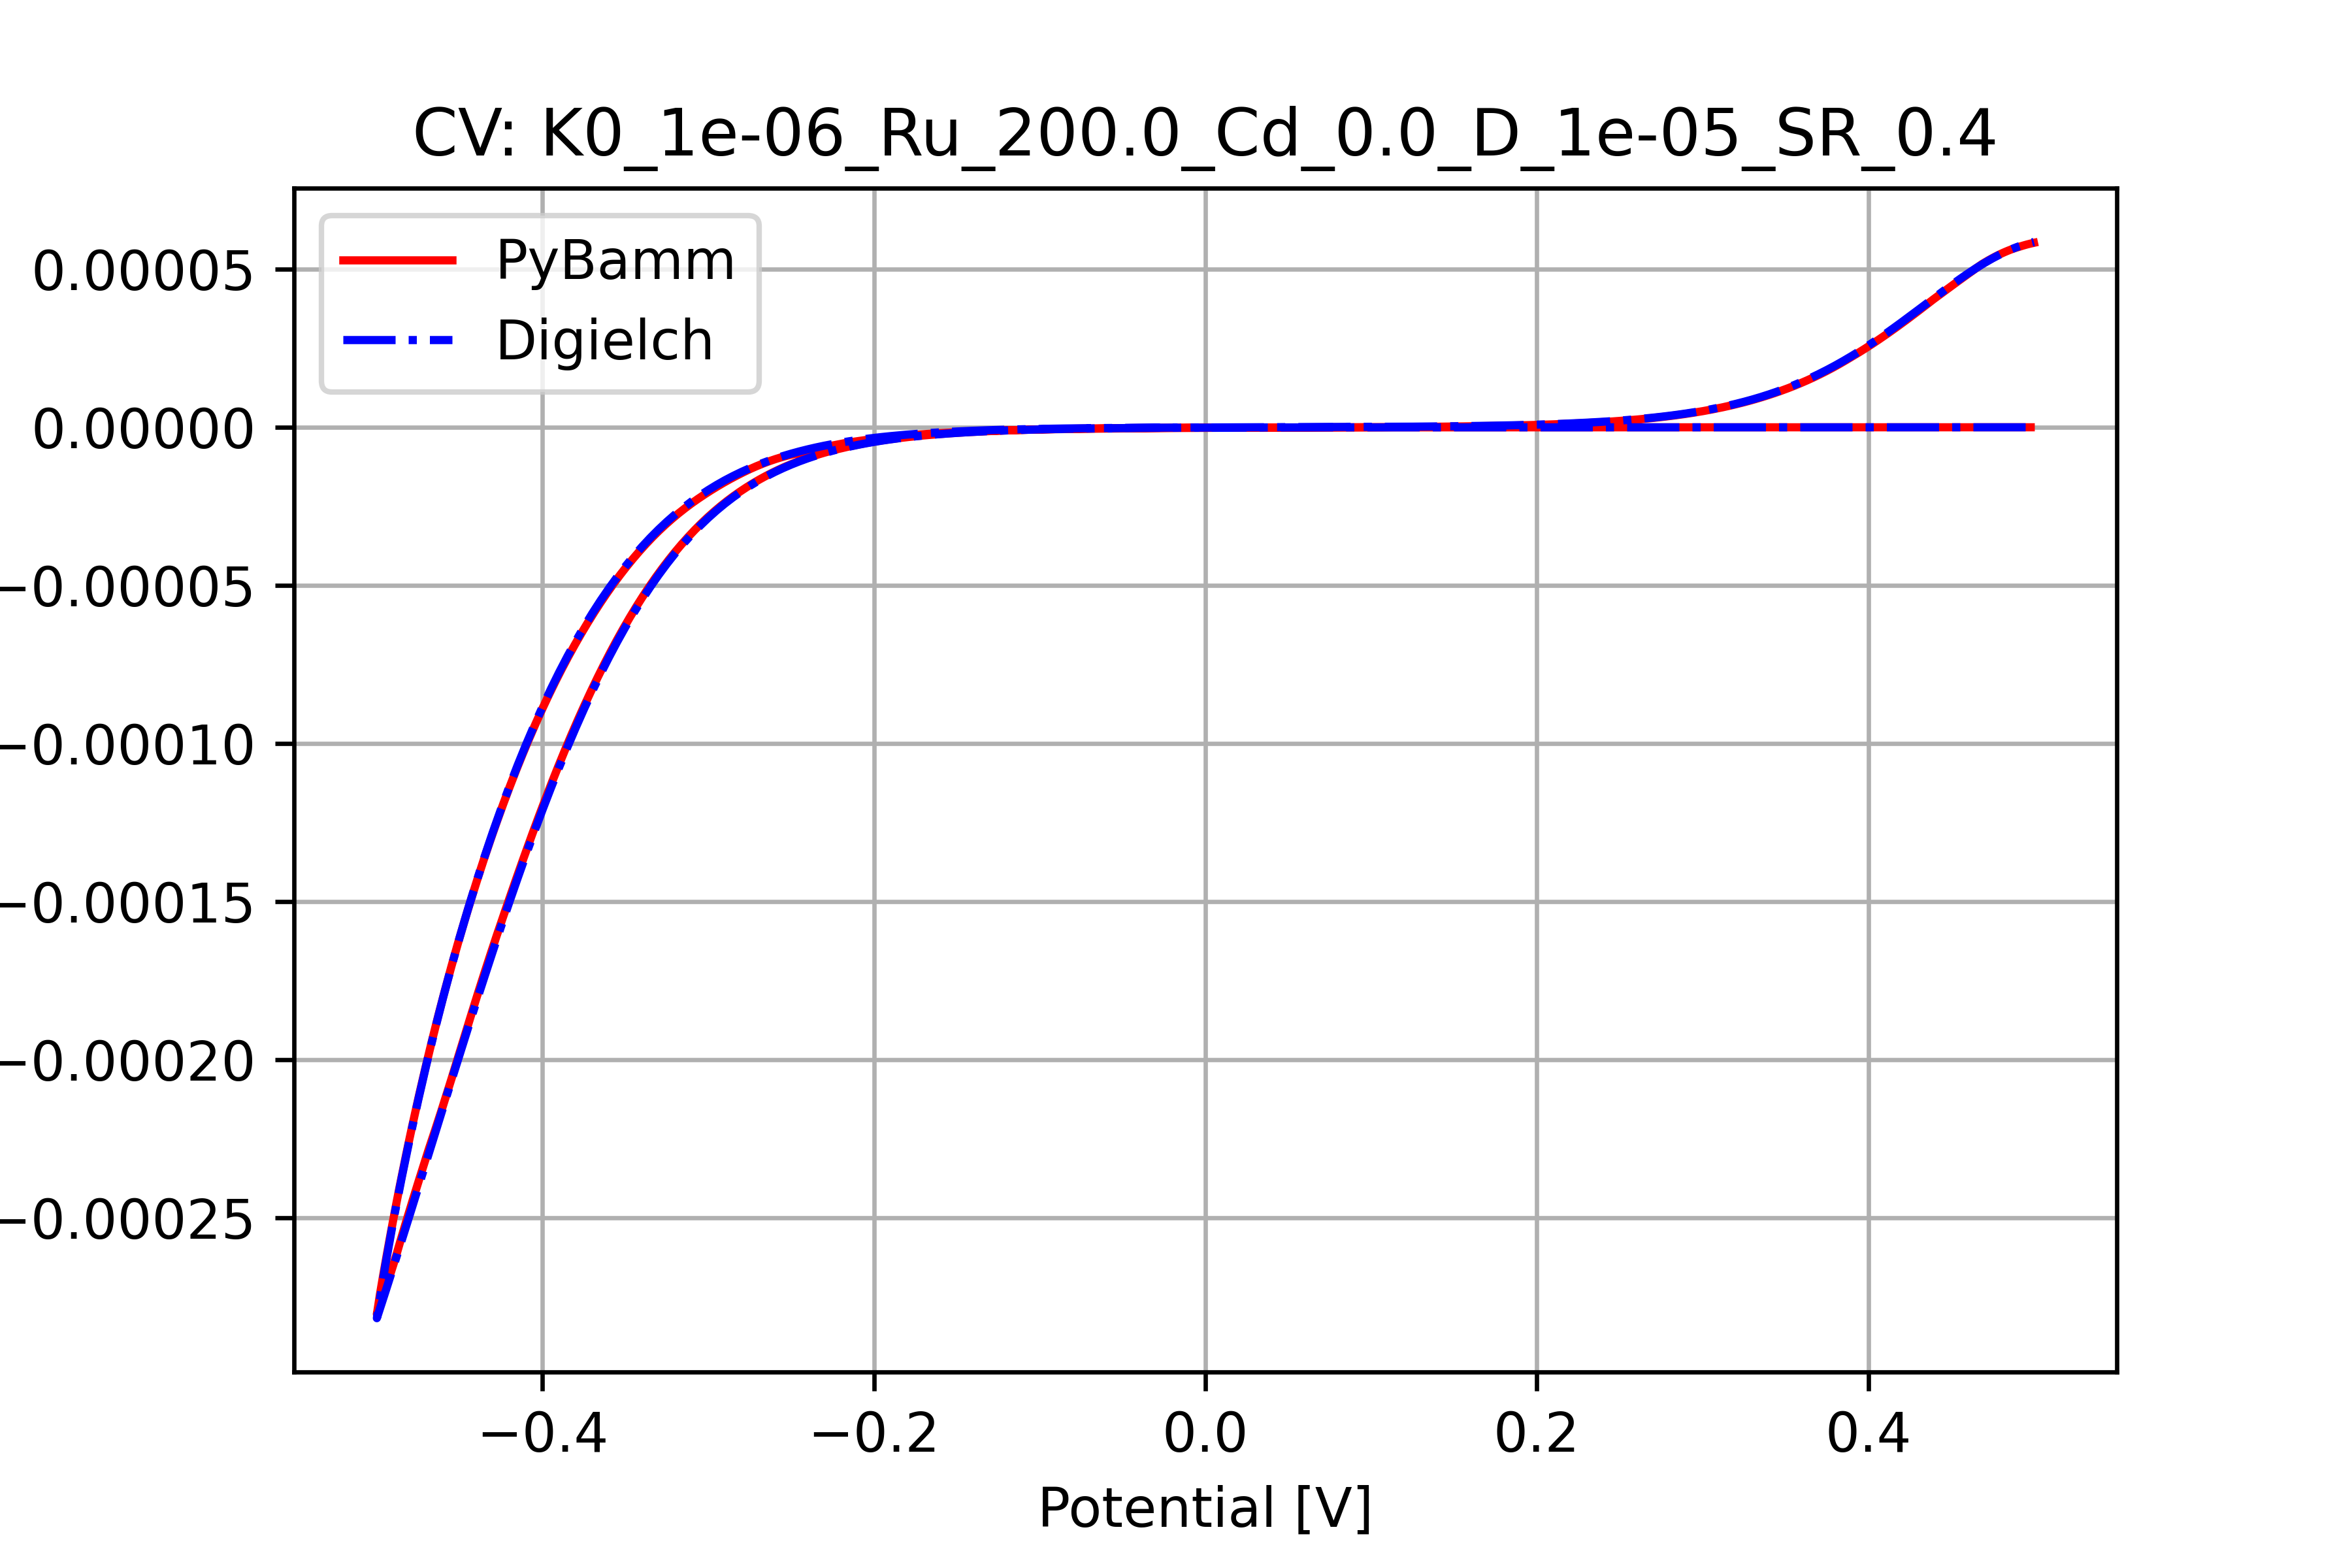 CV: K0_1e-06_Ru_200.0_Cd_0.0_D_1e-05_SR_0.4
PyBamm
Digielch
0.00005
0.00000
−0.00005
−0.00010
−0.00015
−0.00020
−0.00025
−0.4 −0.2 0.0 0.2 0.4
Potential [V]